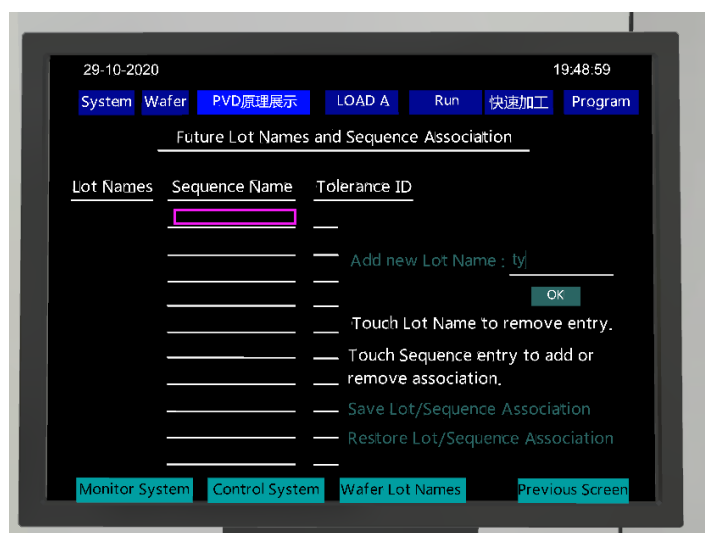 29-10-2020 19:48:59
System Wafer PVD原理展示 LOAD A Run 快速加工 Program
Future Lot Names and Sequence Association
Lot Names Sequence Name Tolerance ID
Add new Lot Name : ty
OK
Touch Lot Name to remove entry.
Touch Sequence entry to add or
remove association.
Save Lot/Sequence Association
Restore Lot/Sequence Association
Monitor System Control System Wafer Lot Names Previous Screen